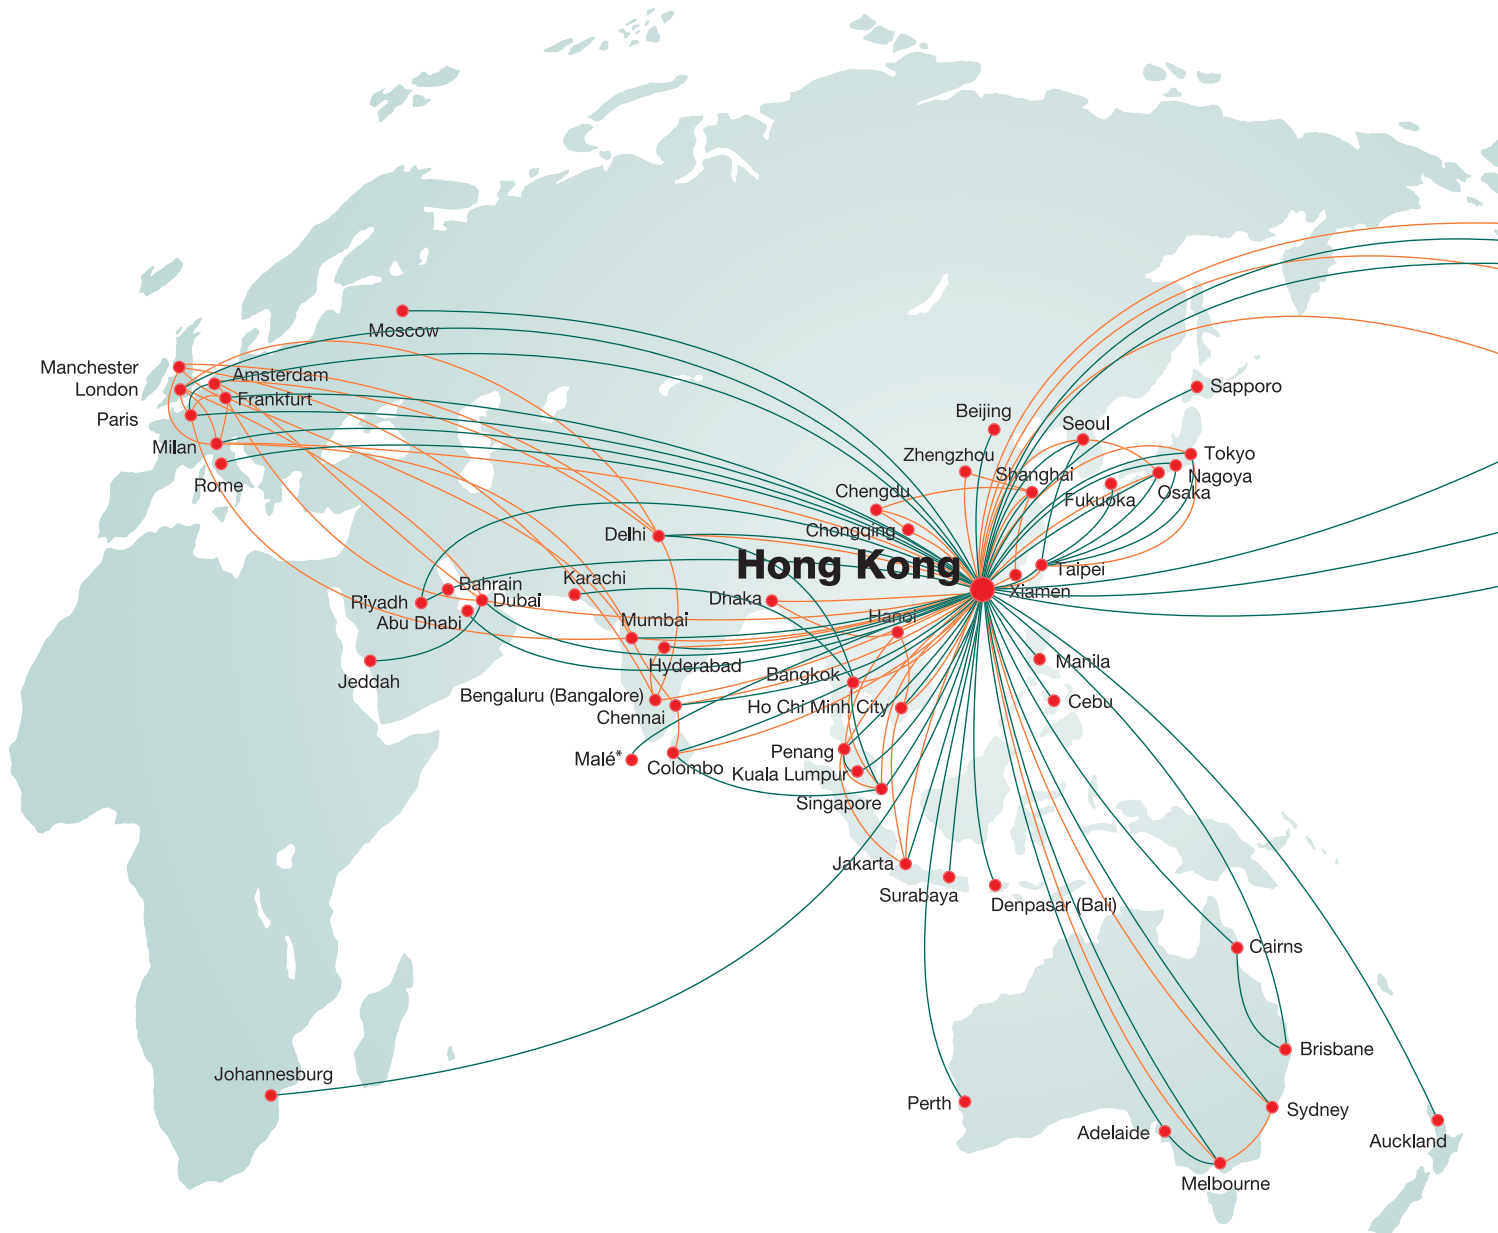 Moscow
Manchester
London
Amsterdam
Frankfurt
Paris
Milan
Rome
Sapporo
Beijing
Seoul
Zhengzhou
Tokyo
Shanghai
Nagoya
Osaka
Fukuoka
Chengdu
Chongqing
Delhi
Hong Kong
Taipei
Xiamen
Karachi
Bahrain
Dubai
Riyadh
Abu Dhabi
Dhaka
Hanoi
Mumbai
Hyderabad
Jeddah
Manila
Bangkok
Bengaluru (Bangalore)
Chennai
Ho Chi Minh City
Cebu
Malé*
Colombo
Penang
Kuala Lumpur
Singapore
Jakarta
Surabaya
Denpasar (Bali)
Cairns
Brisbane
Johannesburg
Perth
Sydney
Adelaide
Auckland
Melbourne